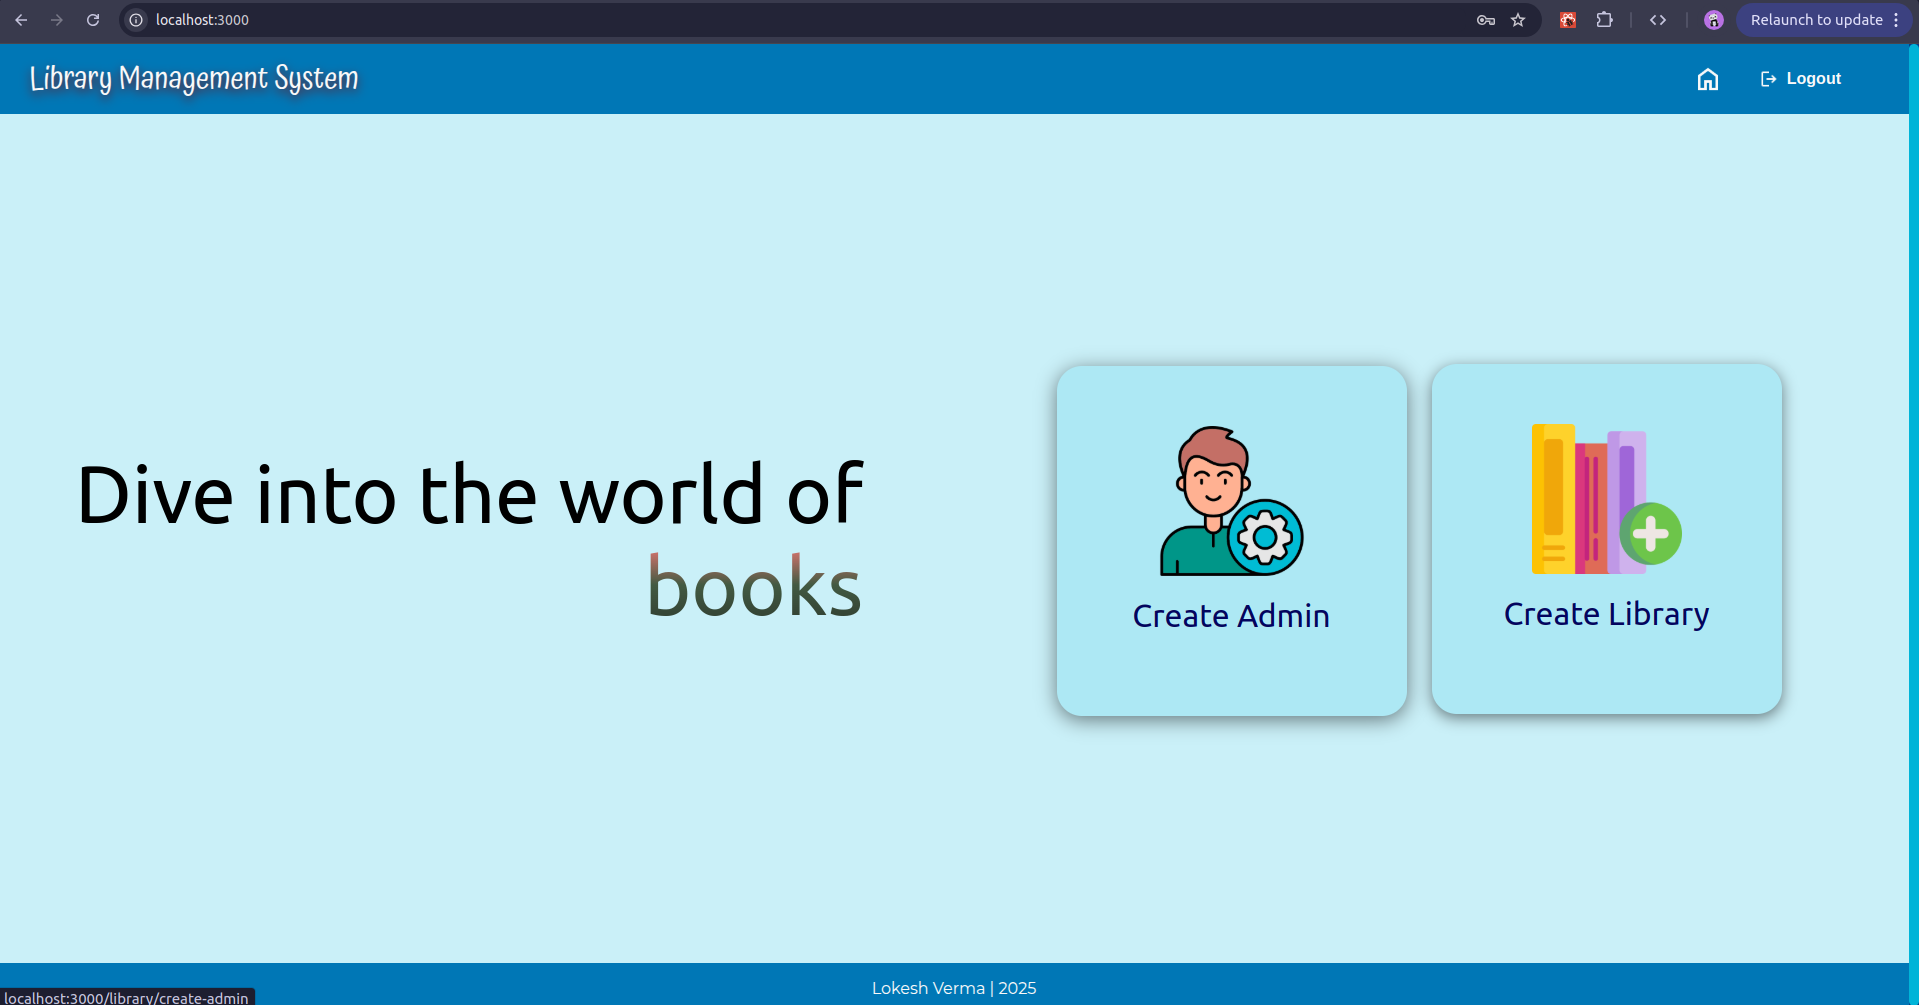 localhost:3000
Relaunch to update
Library Management System
Logout
Dive into the world of
books
Create Admin
Create Library
Lokesh Verma | 2025
localhost:3000/library/create-admin